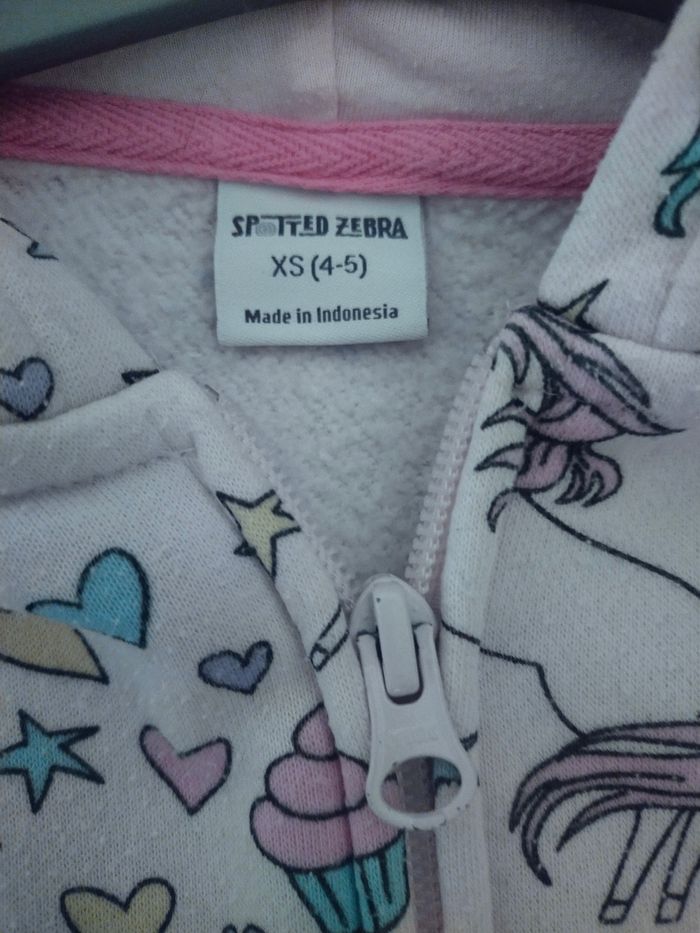 SPOTTED ZEBRA
XS (4-5)
Made in Indonesia